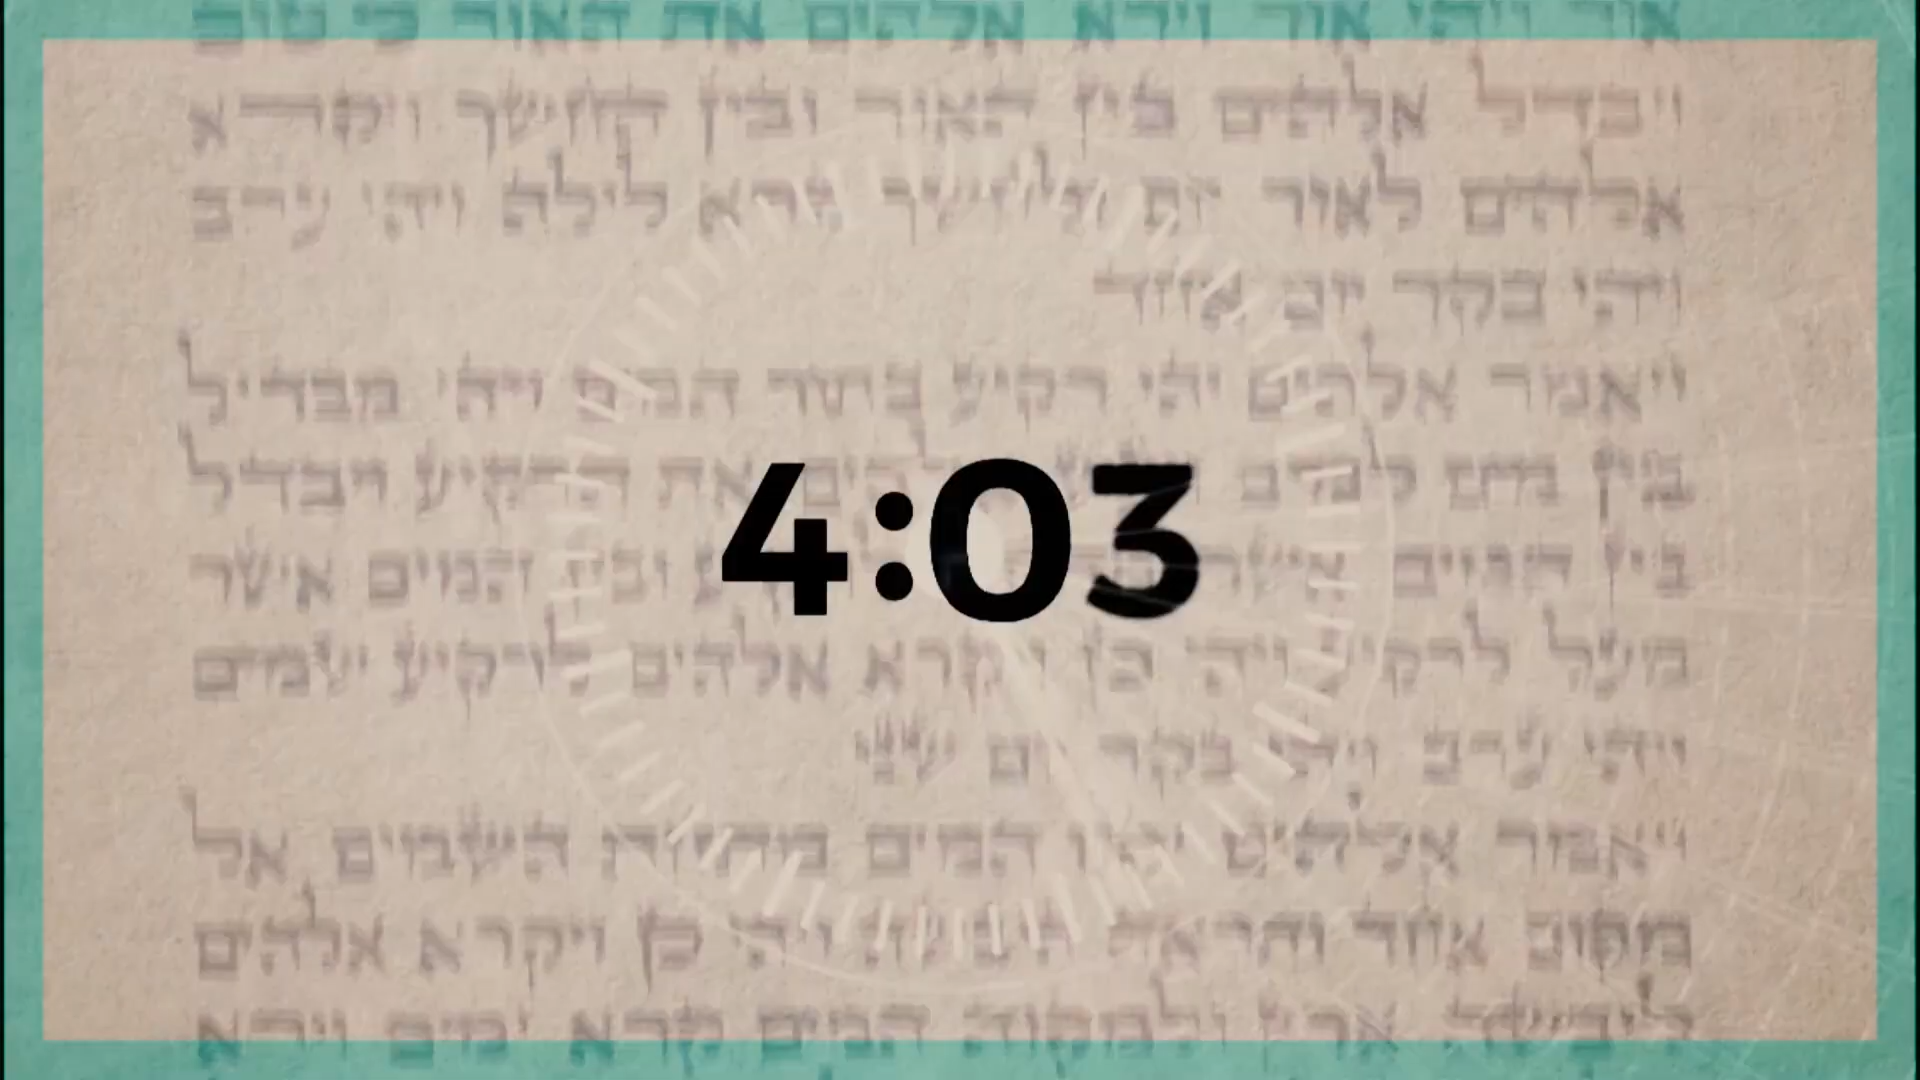 אור ויהי אור וירא אלהים את האור כי טוב
ויבדל אלהים בין האור ובין החושך ויקרא
אלהים לאור קרא לילה ויהי ערב
ויהי בקר יום אחד
ויאמר אלהים יהי רקיע בתוך המים ויהי מבדיל
בין מים למים את הרקיע ויבדל
4:03
בין המים המים אשר
מעל לרקיע ויהי כן ויקרא אלהים לרקיע שמים
ויהי ערב ויהי בקר יום שני
ויאמר אלהים יקוו המים מתחת השמים אל
מקום אחד ותראה היבשה ויהי כן ויקרא אלהים
ליבשה ארץ ולמקוה המים קרא ימים וירא